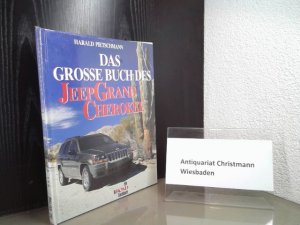 HARALD PIETSCHMANN
DAS
GROSSE BUCH DES
JEEP GRAND
CHEROKEE
Antiquariat Christmann
Wiesbaden